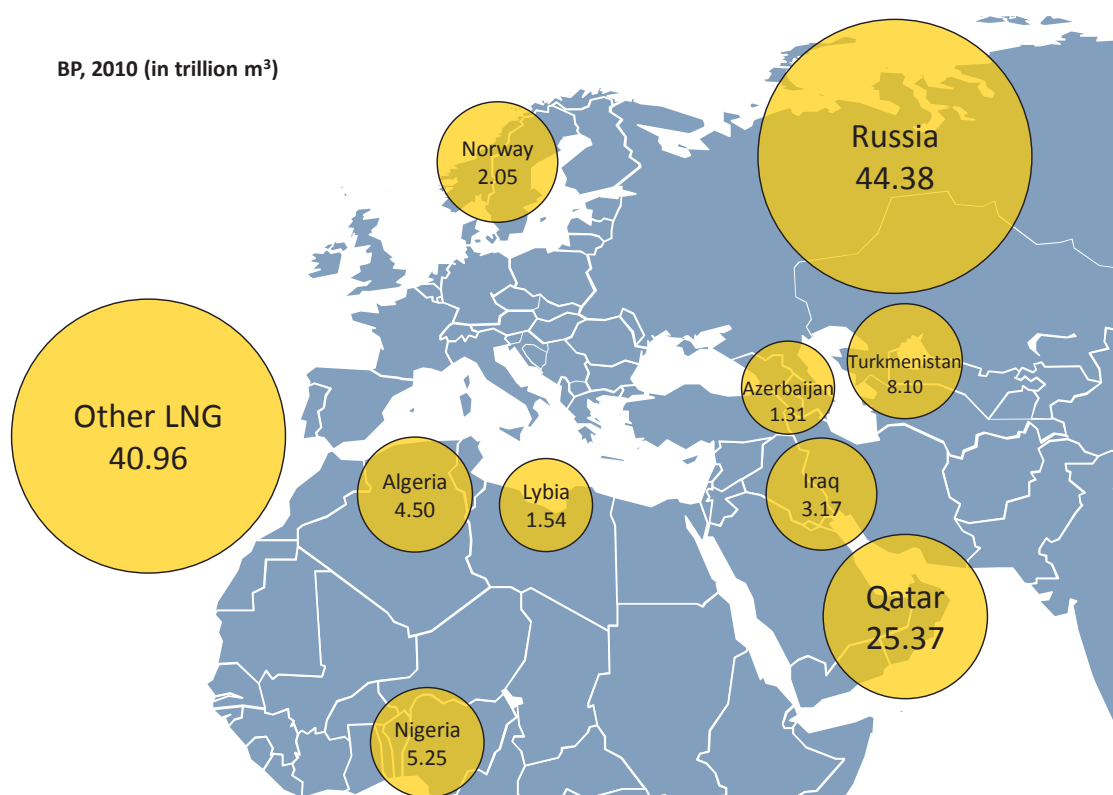 BP, 2010 (in trillion m³)
Norway
2.05
Russia
44.38
Turkmenistan
8.10
Azerbaijan
1.31
Other LNG
40.96
Algeria
4.50
Lybia
1.54
Iraq
3.17
Qatar
25.37
Nigeria
5.25